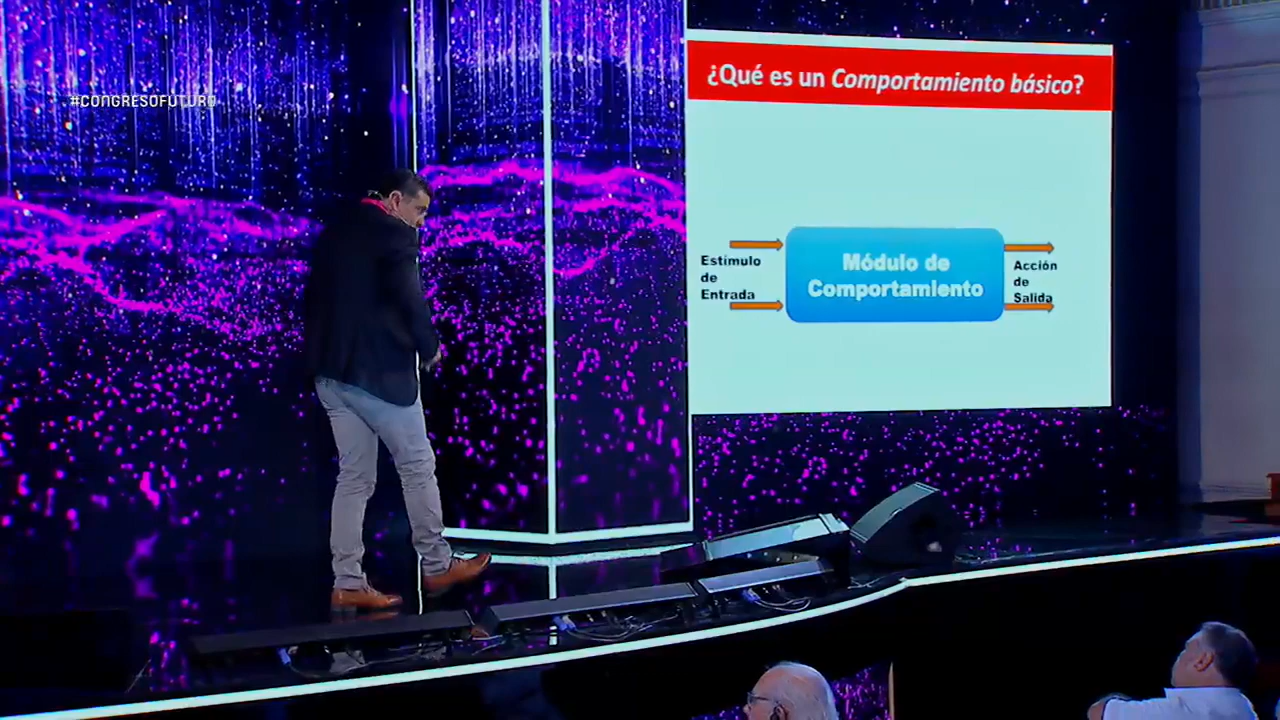 #CONGRESOFUTURO
¿Qué es un Comportamiento básico?
Estímulo
de
Entrada
Módulo de
Comportamiento
Acción
de
Salida